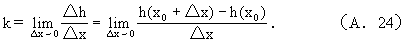 k = lim △h/△x = lim h(x₀ + △x) − h(x₀)/△x . (A. 24)
△x→0 △x→0